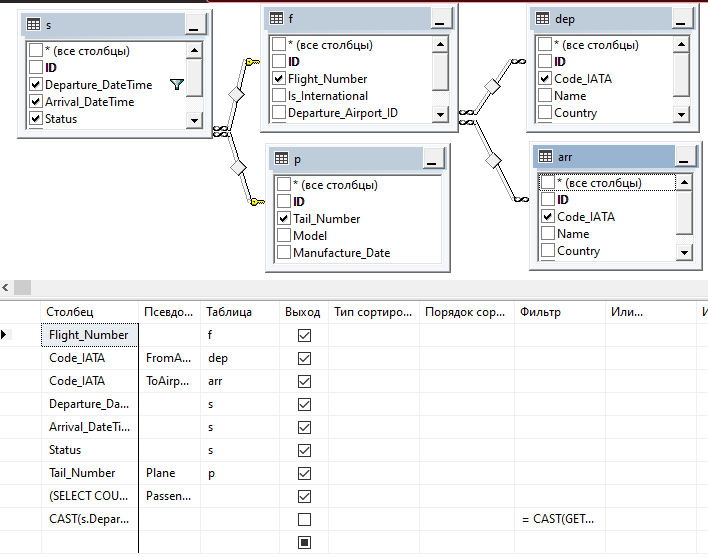 s
* (все столбцы)
ID
Departure_DateTime
Arrival_DateTime
Status
f
* (все столбцы)
ID
Flight_Number
Is_International
Departure_Airport_ID
dep
* (все столбцы)
ID
Code_IATA
Name
Country
p
* (все столбцы)
ID
Tail_Number
Model
Manufacture_Date
arr
* (все столбцы)
ID
Code_IATA
Name
Country
Столбец Псевдо... Таблица Выход Тип сортиро... Порядок сор... Фильтр Или... И
Flight_Number f
Code_IATA FromA... dep
Code_IATA ToAirp... arr
Departure_Da... s
Arrival_DateTi... s
Status s
Tail_Number Plane p
(SELECT COU... Passen...
CAST(s.Depar... = CAST(GET...